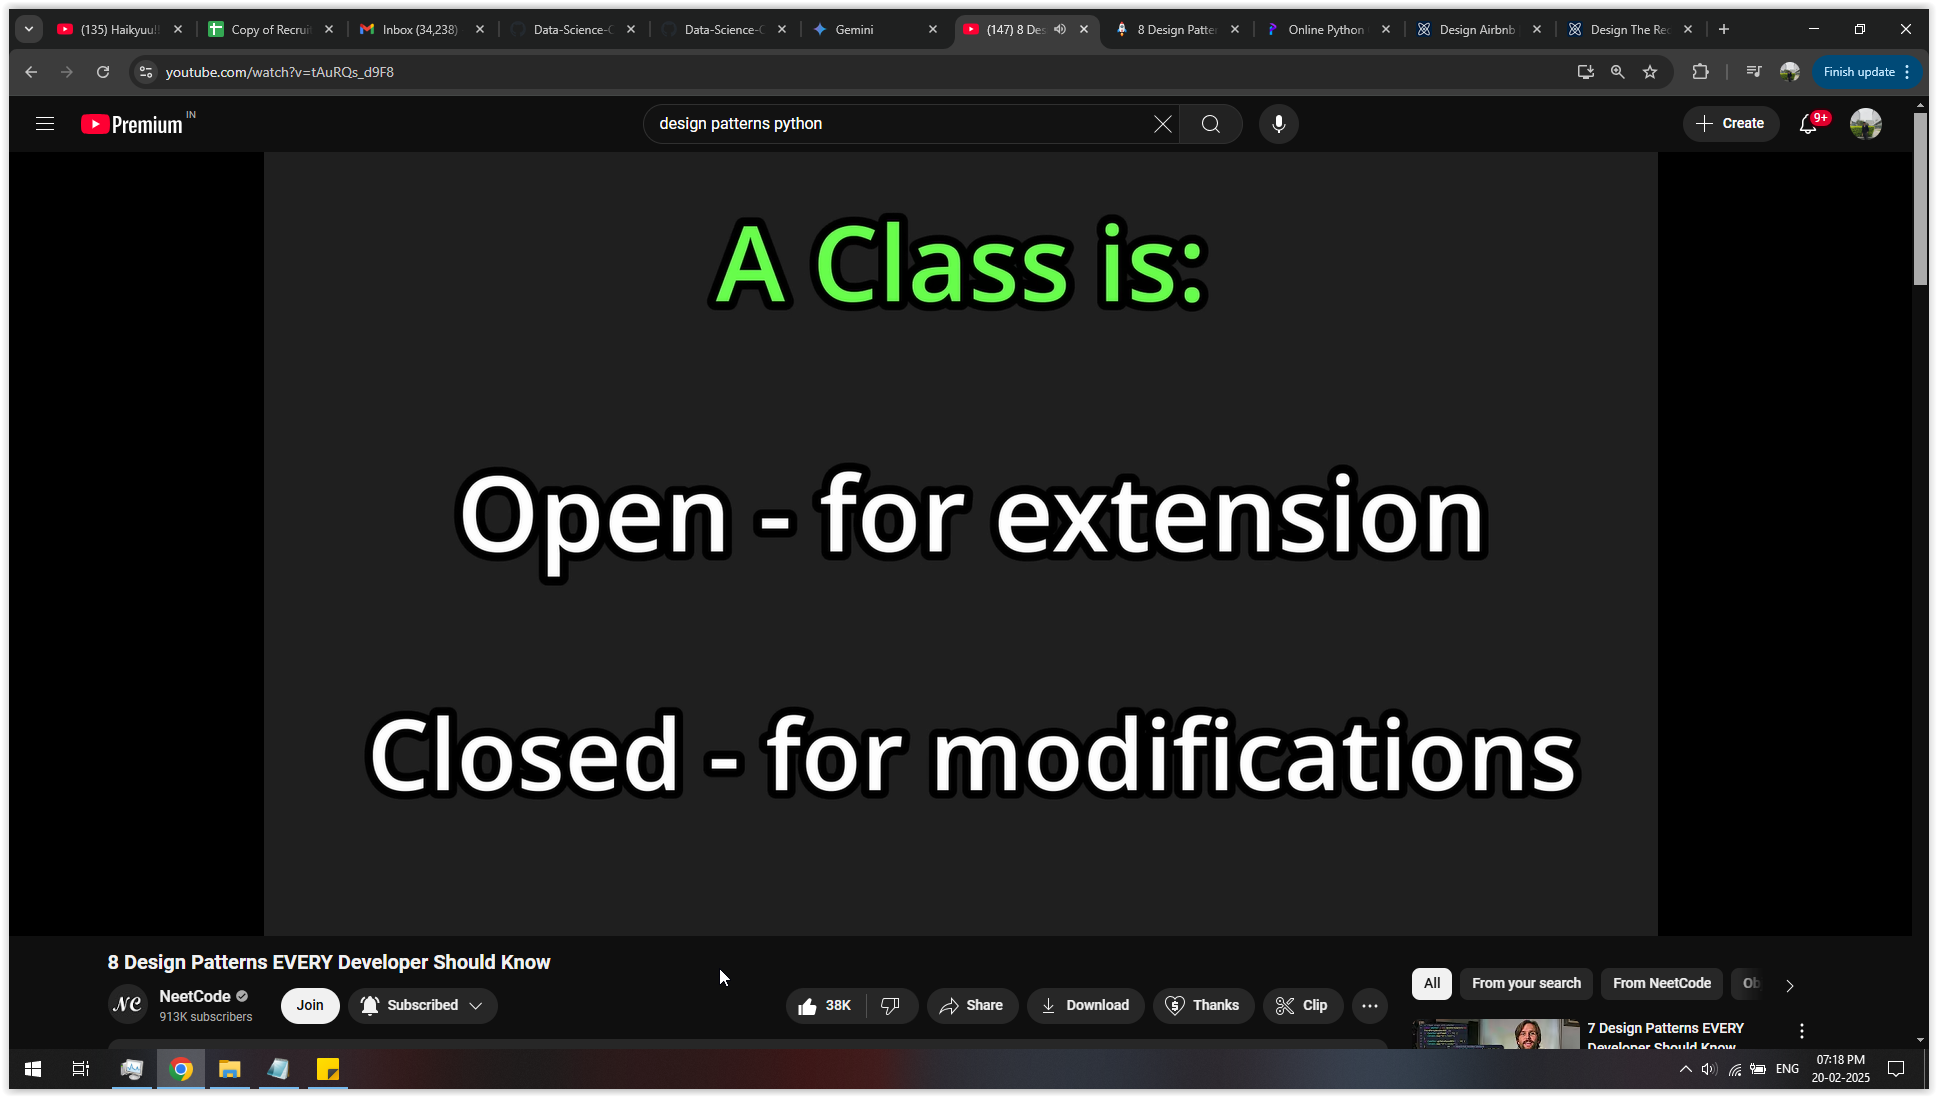 (135) Haikyuu!!
Copy of Recruit
Inbox (34,238)
Data-Science-
Data-Science-
Gemini
(147) 8 Des
8 Design Patte
Online Python
Design Airbnb
Design The Rec
youtube.com/watch?v=tAuRQs_d9F8
Finish update
Premium IN
design patterns python
Create
9+
A Class is:
Open - for extension
Closed - for modifications
8 Design Patterns EVERY Developer Should Know
NC
NeetCode
913K subscribers
Join
Subscribed
38K
Share
Download
Thanks
Clip
All
From your search
From NeetCode
Ob
7 Design Patterns EVERY
Developer Should Know
ENG
07:18 PM
20-02-2025